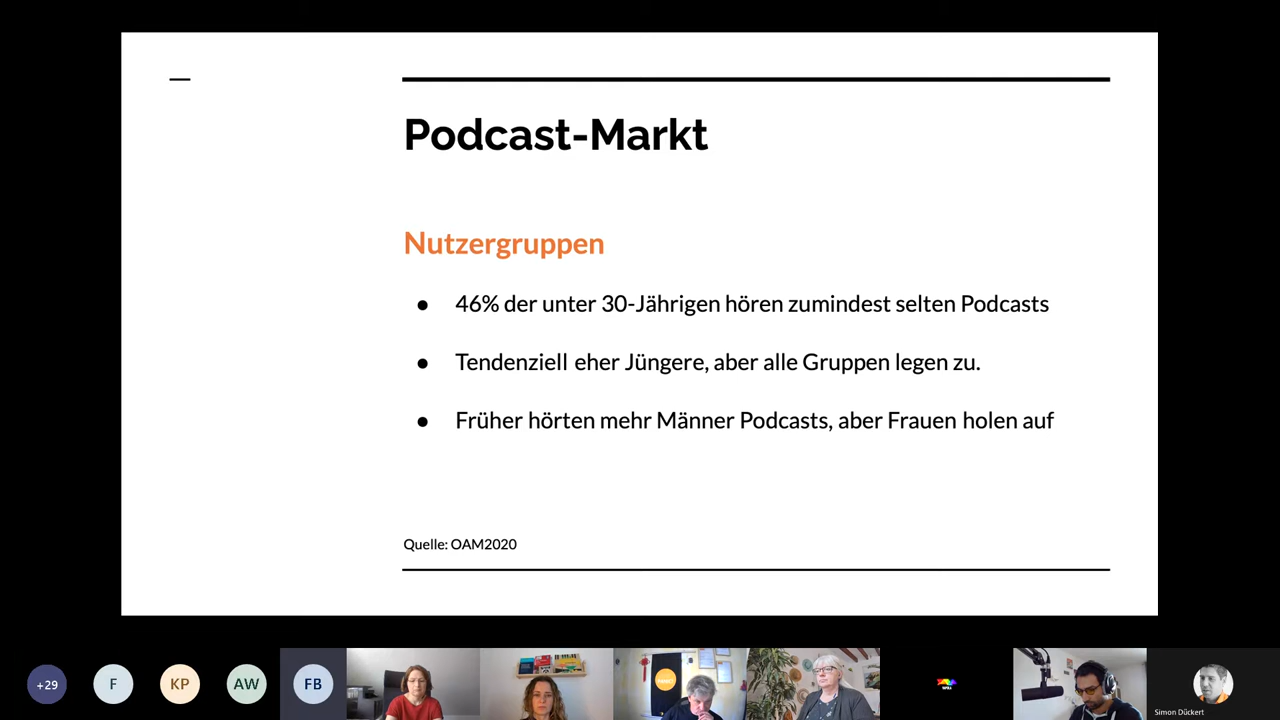 Podcast-Markt
Nutzergruppen
● 46% der unter 30-Jährigen hören zumindest selten Podcasts
● Tendenziell eher Jüngere, aber alle Gruppen legen zu.
● Früher hörten mehr Männer Podcasts, aber Frauen holen auf
Quelle: OAM2020
+29
F
KP
AW
FB
Simon Dückert